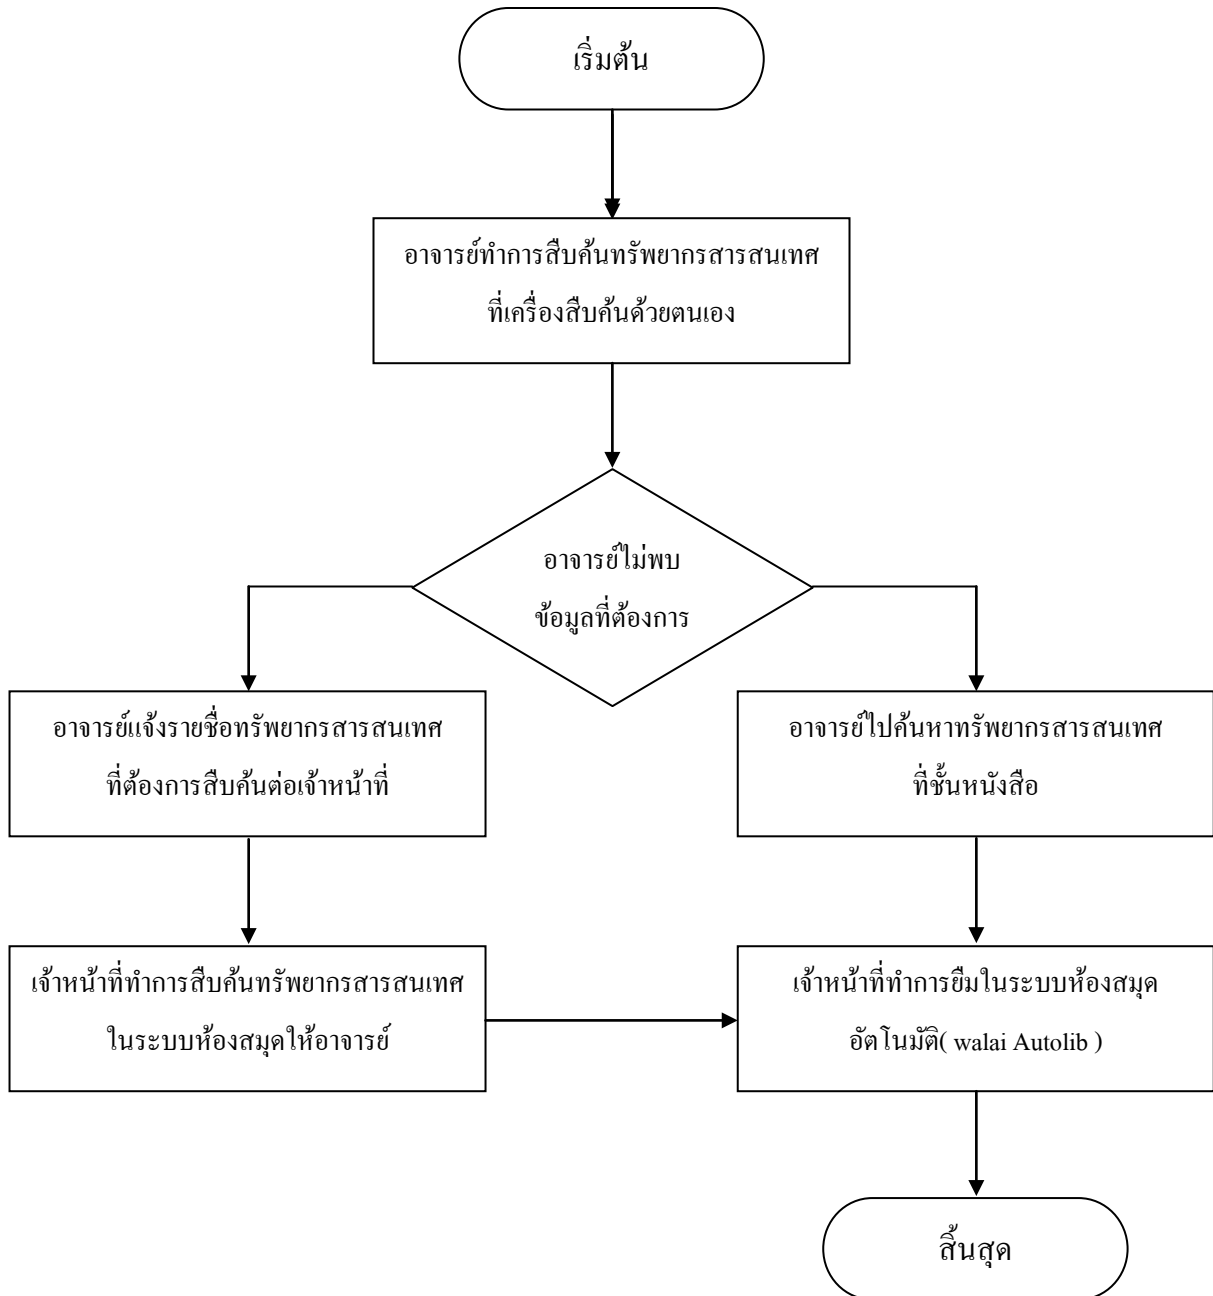 เริ่มต้น
อาจารย์ทำการสืบค้นทรัพยากรสารสนเทศ
ที่เครื่องสืบค้นด้วยตนเอง
อาจารย์ไม่พบ
ข้อมูลที่ต้องการ
อาจารย์แจ้งรายชื่อทรัพยากรสารสนเทศ
ที่ต้องการสืบค้นต่อเจ้าหน้าที่
อาจารย์ไปค้นหาทรัพยากรสารสนเทศ
ที่ชั้นหนังสือ
เจ้าหน้าที่ทำการสืบค้นทรัพยากรสารสนเทศ
ในระบบห้องสมุดให้อาจารย์
เจ้าหน้าที่ทำการยืมในระบบห้องสมุด
อัตโนมัติ( walai Autolib )
สิ้นสุด